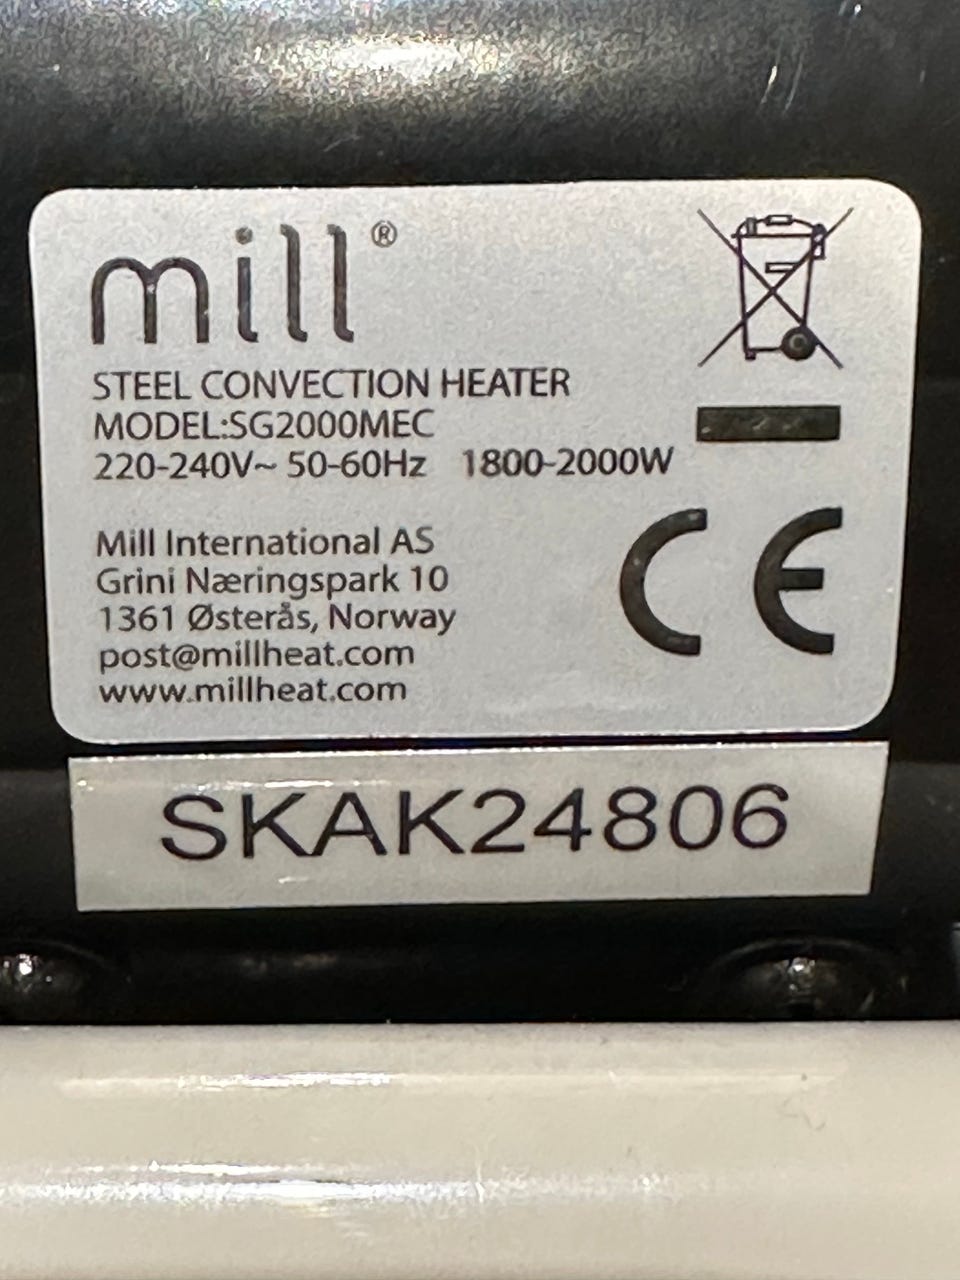 mill®
STEEL CONVECTION HEATER
MODEL:SG2000MEC
220-240V~ 50-60Hz 1800-2000W
Mill International AS
Grini Næringspark 10
1361 Østerås, Norway
post@millheat.com
www.millheat.com
CE
SKAK24806